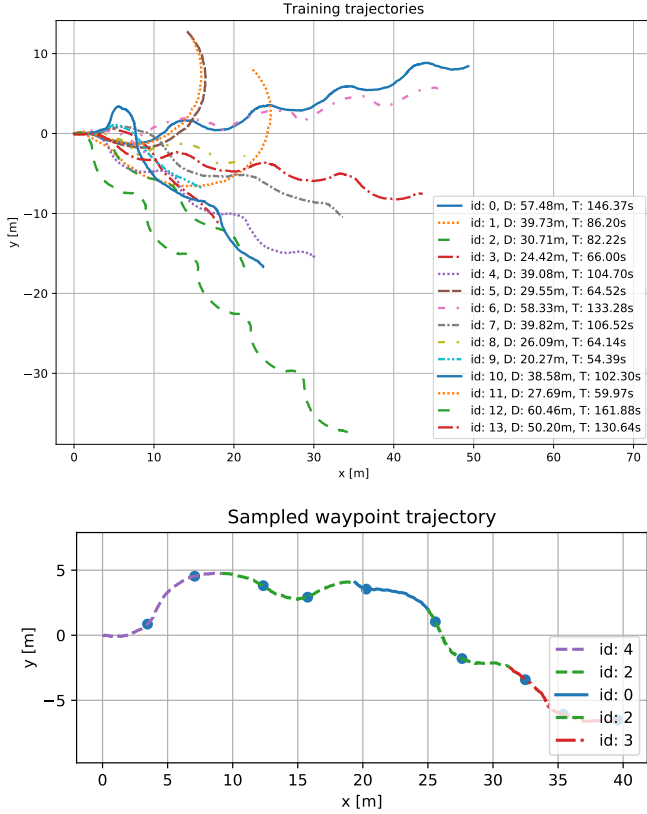 Training trajectories
10
0
−10
−20
−30
y [m]
id: 0, D: 57.48m, T: 146.37s
id: 1, D: 39.73m, T: 86.20s
id: 2, D: 30.71m, T: 82.22s
id: 3, D: 24.42m, T: 66.00s
id: 4, D: 39.08m, T: 104.70s
id: 5, D: 29.55m, T: 64.52s
id: 6, D: 58.33m, T: 133.28s
id: 7, D: 39.82m, T: 106.52s
id: 8, D: 26.09m, T: 64.14s
id: 9, D: 20.27m, T: 54.39s
id: 10, D: 38.58m, T: 102.30s
id: 11, D: 27.69m, T: 59.97s
id: 12, D: 60.46m, T: 161.88s
id: 13, D: 50.20m, T: 130.64s
0 10 20 30 40 50 60 70
x [m]
Sampled waypoint trajectory
5
0
−5
y [m]
id: 4
id: 2
id: 0
id: 2
id: 3
0 5 10 15 20 25 30 35 40
x [m]